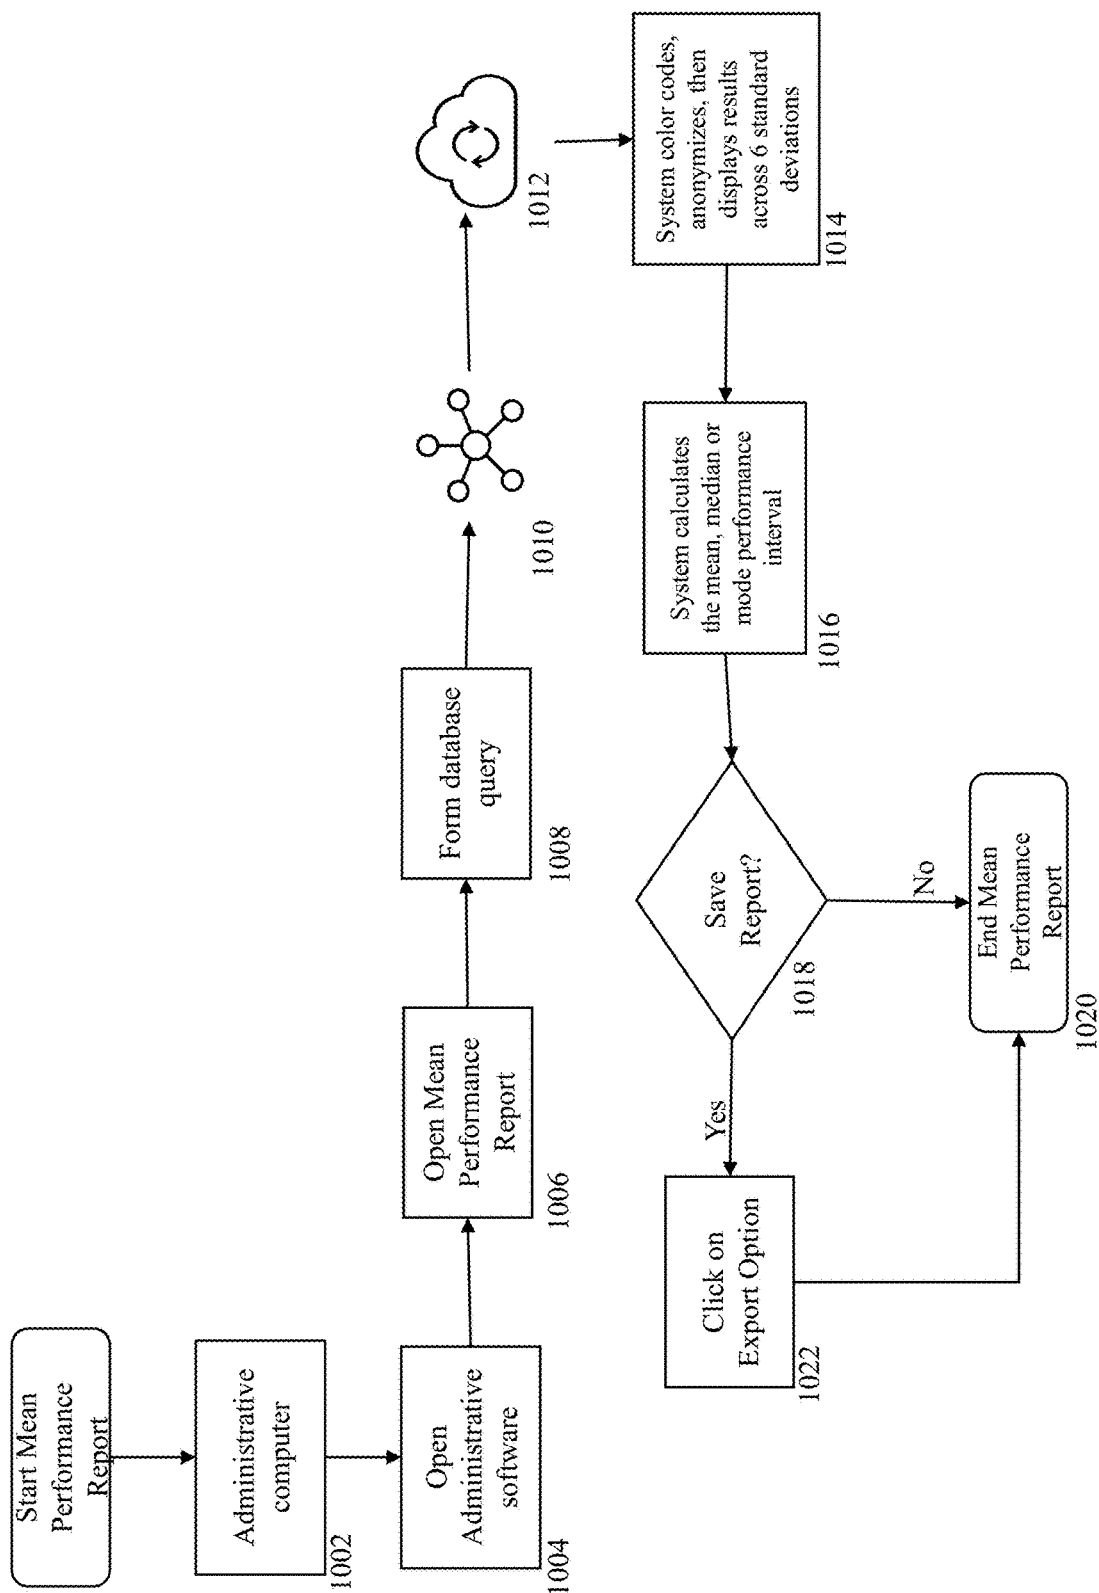 Start Mean
Performance
Report
Administrative
computer
1002
Open
Administrative
software
1004
Open Mean
Performance
Report
1006
Form database
query
1008
1010
1012
System color codes,
anonymizes, then
displays results
across 6 standard
deviations
1014
System calculates
the mean, median or
mode performance
interval
1016
Save
Report?
1018
Yes
No
Click on
Export Option
1022
End Mean
Performance
Report
1020